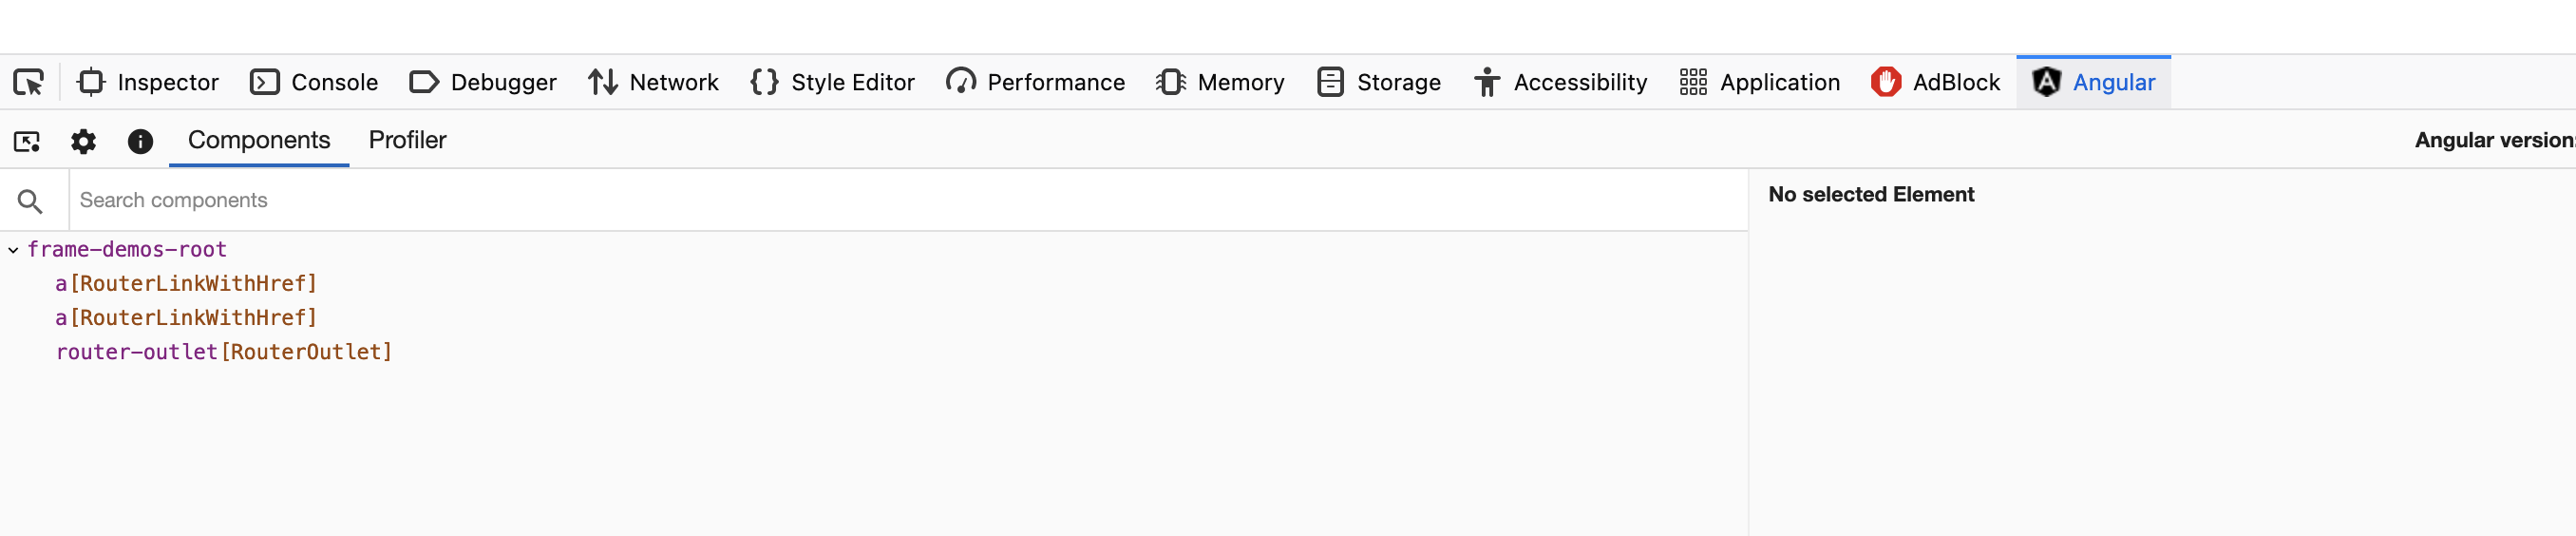 Inspector Console Debugger Network Style Editor Performance Memory Storage Accessibility Application AdBlock Angular
Components Profiler Angular version:
Search components
No selected Element
frame-demos-root
a[RouterLinkWithHref]
a[RouterLinkWithHref]
router-outlet[RouterOutlet]